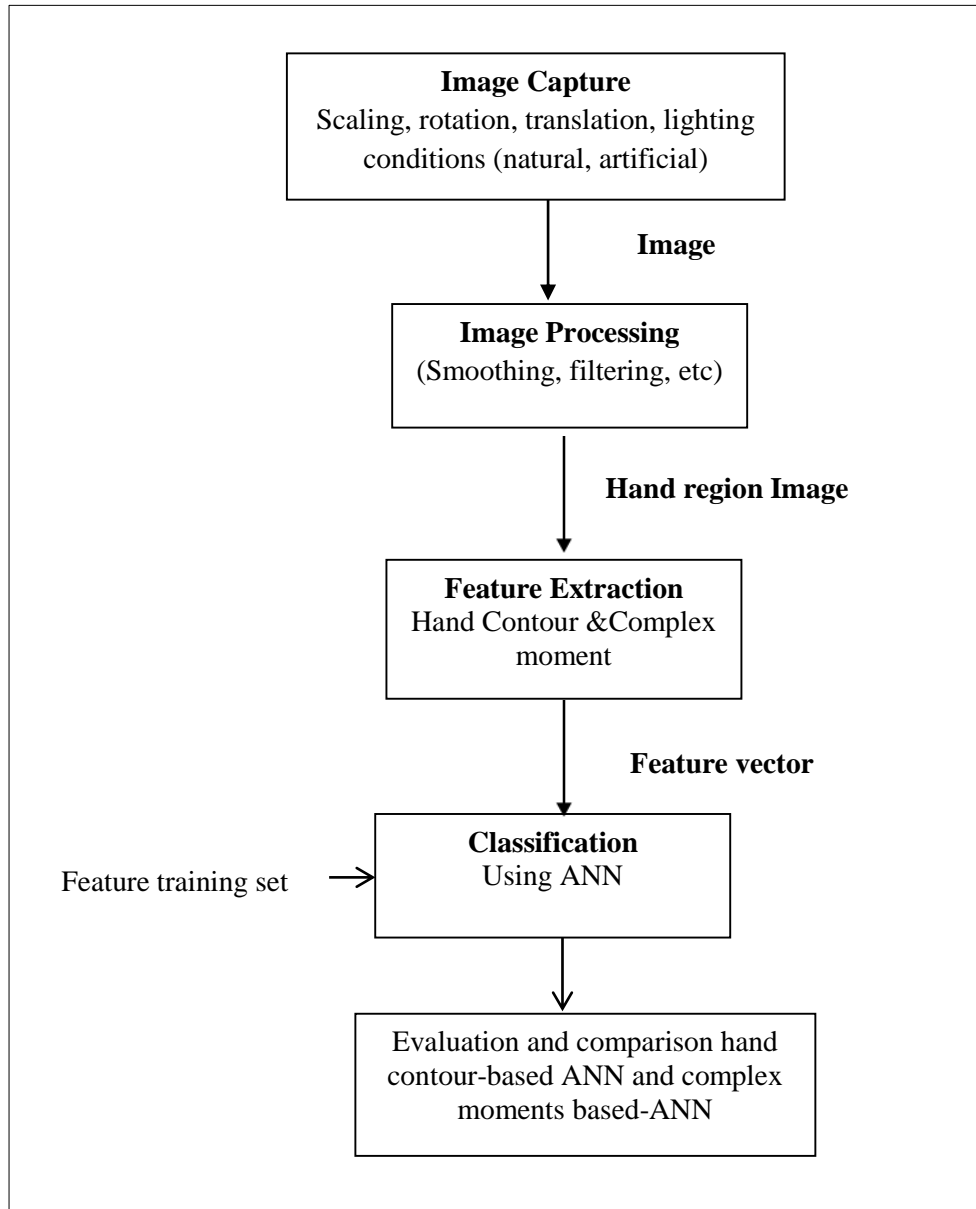 Image Capture
Scaling, rotation, translation, lighting
conditions (natural, artificial)
Image
Image Processing
(Smoothing, filtering, etc)
Hand region Image
Feature Extraction
Hand Contour &Complex
moment
Feature vector
Classification
Using ANN
Feature training set
Evaluation and comparison hand
contour-based ANN and complex
moments based-ANN